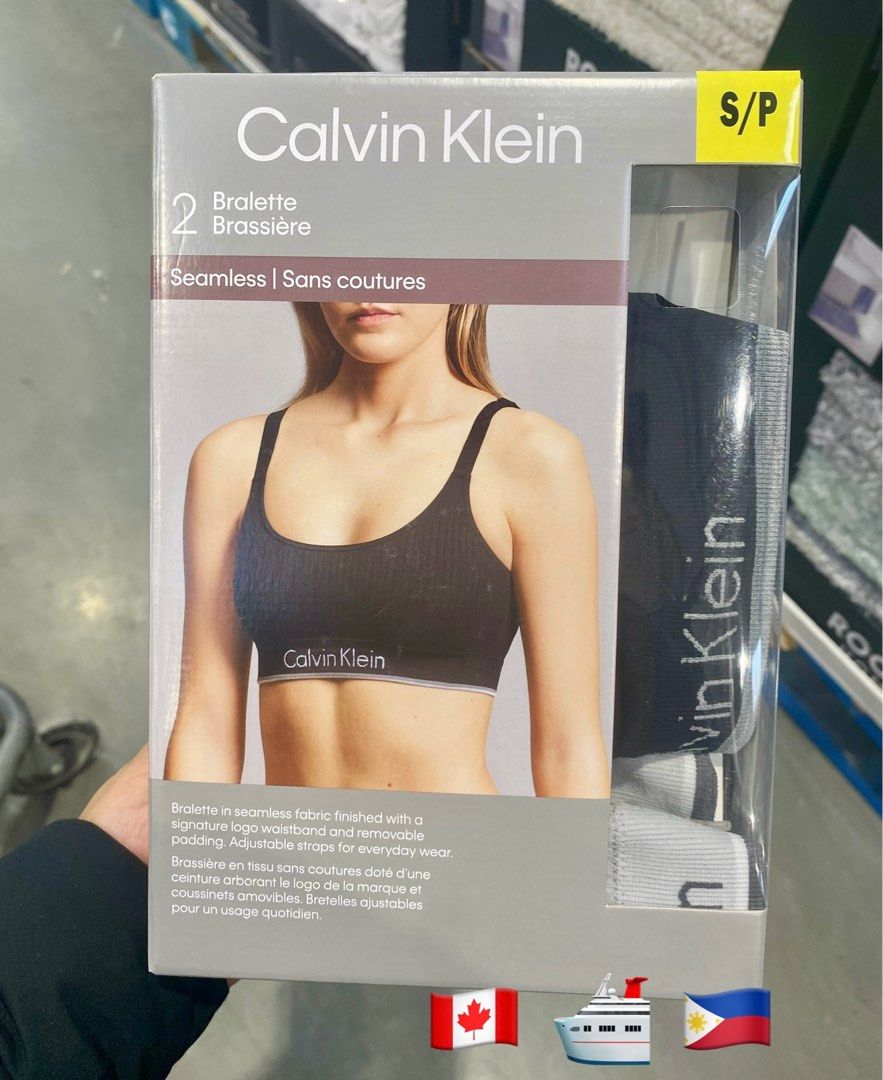 Calvin Klein
S/P
2 Bralette
Brassière
Seamless | Sans coutures
Calvin Klein
vin Klein
n
Bralette in seamless fabric finished with a
signature logo waistband and removable
padding. Adjustable straps for everyday wear.
Brassière en tissu sans coutures doté d'une
ceinture arborant le logo de la marque et
coussinets amovibles. Bretelles ajustables
pour un usage quotidien.